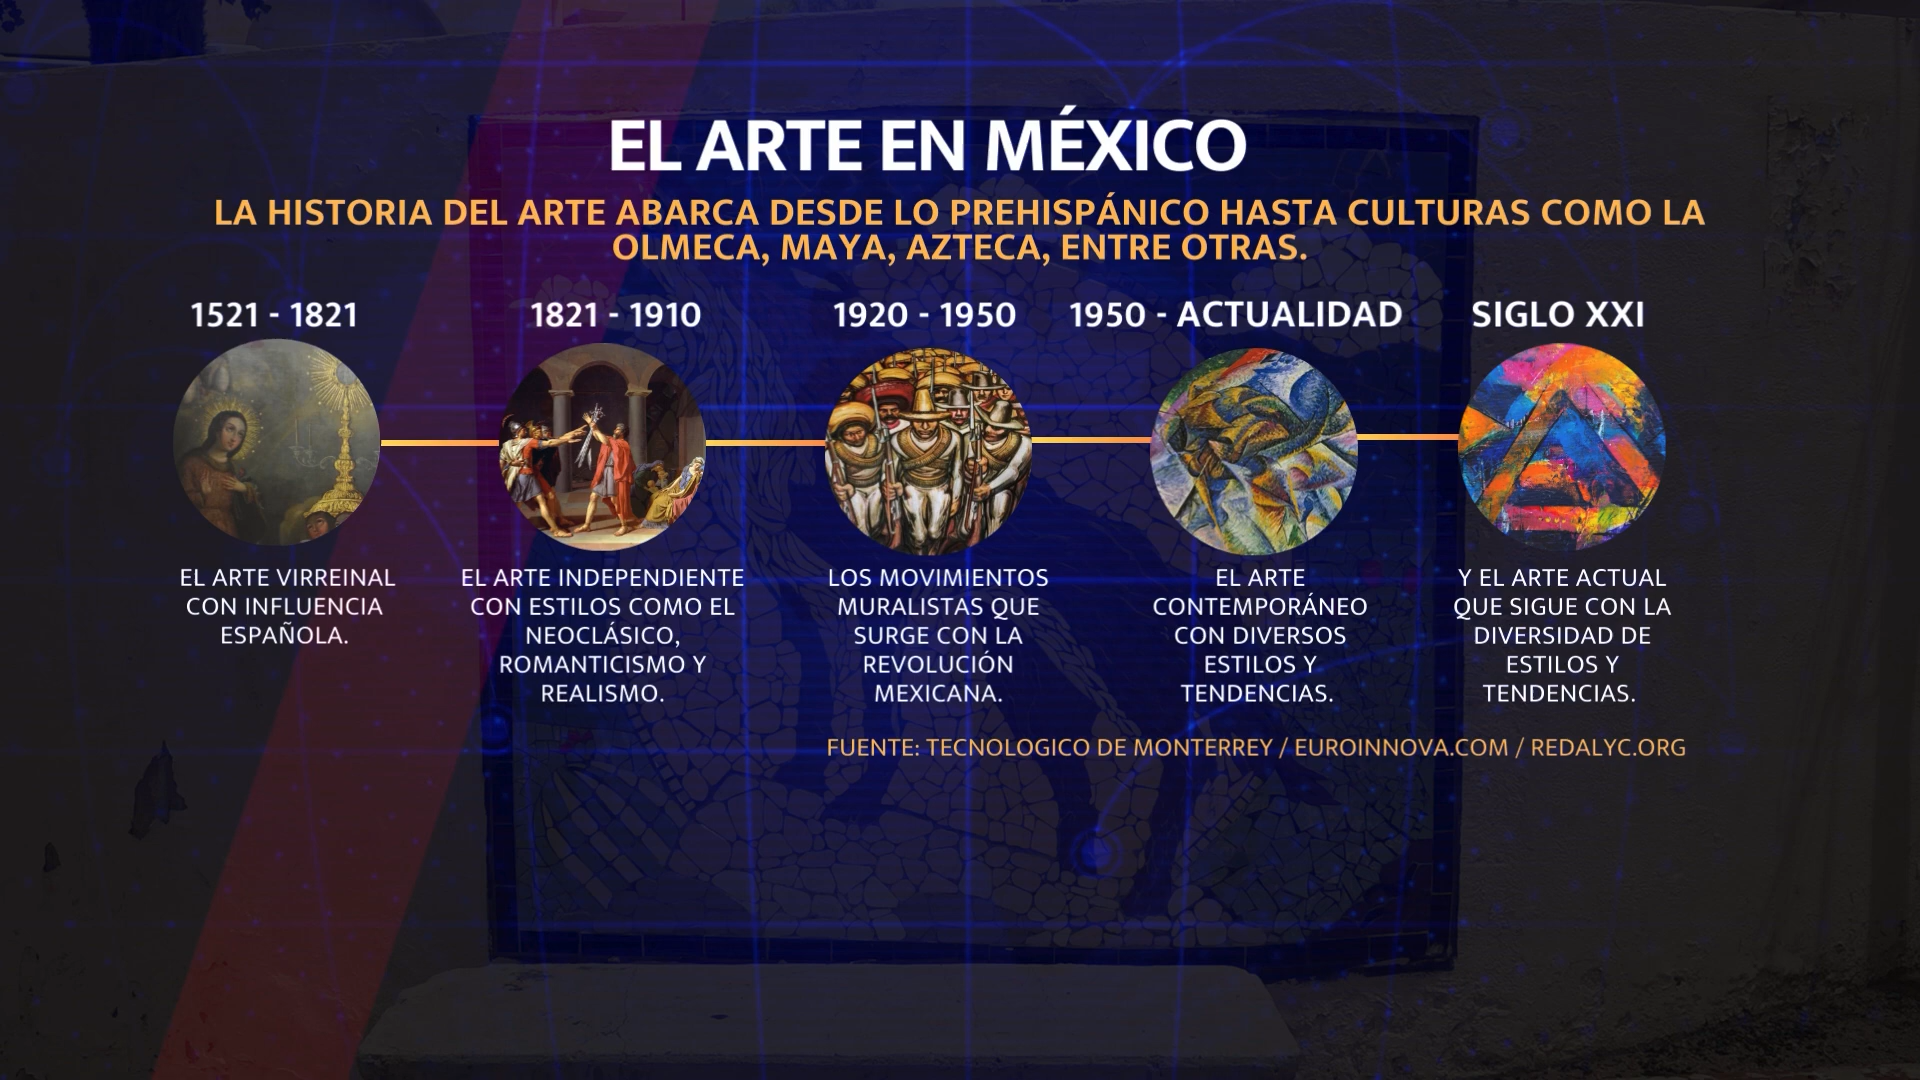 EL ARTE EN MÉXICO
LA HISTORIA DEL ARTE ABARCA DESDE LO PREHISPÁNICO HASTA CULTURAS COMO LA
OLMECA, MAYA, AZTECA, ENTRE OTRAS.
1521 - 1821
EL ARTE VIRREINAL
CON INFLUENCIA
ESPAÑOLA.
1821 - 1910
EL ARTE INDEPENDIENTE
CON ESTILOS COMO EL
NEOCLÁSICO,
ROMANTICISMO Y
REALISMO.
1920 - 1950
LOS MOVIMIENTOS
MURALISTAS QUE
SURGE CON LA
REVOLUCIÓN
MEXICANA.
1950 - ACTUALIDAD
EL ARTE
CONTEMPORÁNEO
CON DIVERSOS
ESTILOS Y
TENDENCIAS.
SIGLO XXI
Y EL ARTE ACTUAL
QUE SIGUE CON LA
DIVERSIDAD DE
ESTILOS Y
TENDENCIAS.
FUENTE: TECNOLOGICO DE MONTERREY / EUROINNOVA.COM / REDALYC.ORG